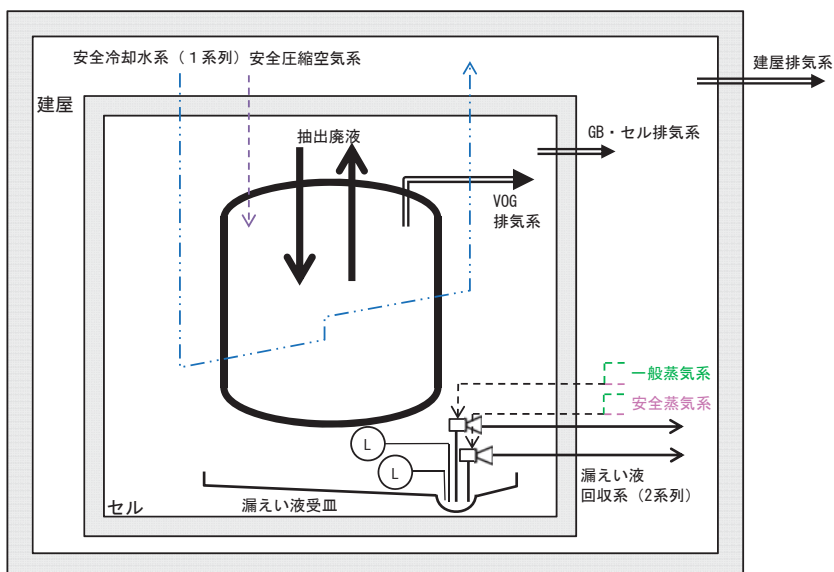 安全冷却水系(１系列)
安全圧縮空気系
建屋排気系
建屋
GB・セル排気系
抽出廃液
VOG
排気系
一般蒸気系
安全蒸気系
L
L
漏えい液
回収系(2系列)
漏えい液受皿
セル